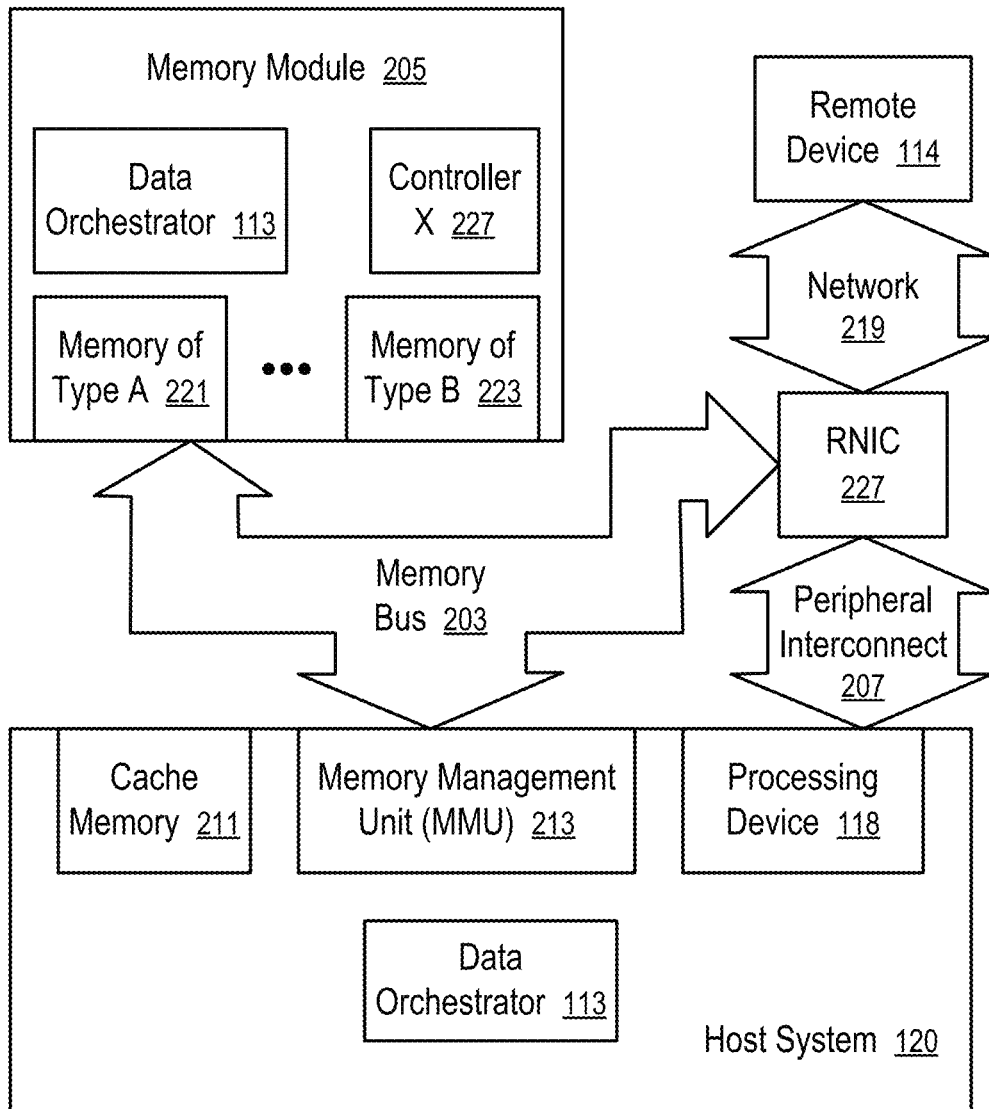 Memory Module 205
Data
Orchestrator 113
Controller
X 227
Memory of
Type A 221
•••
Memory of
Type B 223
Remote
Device 114
Network
219
RNIC
227
Memory
Bus 203
Peripheral
Interconnect
207
Cache
Memory 211
Memory Management
Unit (MMU) 213
Processing
Device 118
Data
Orchestrator 113
Host System 120